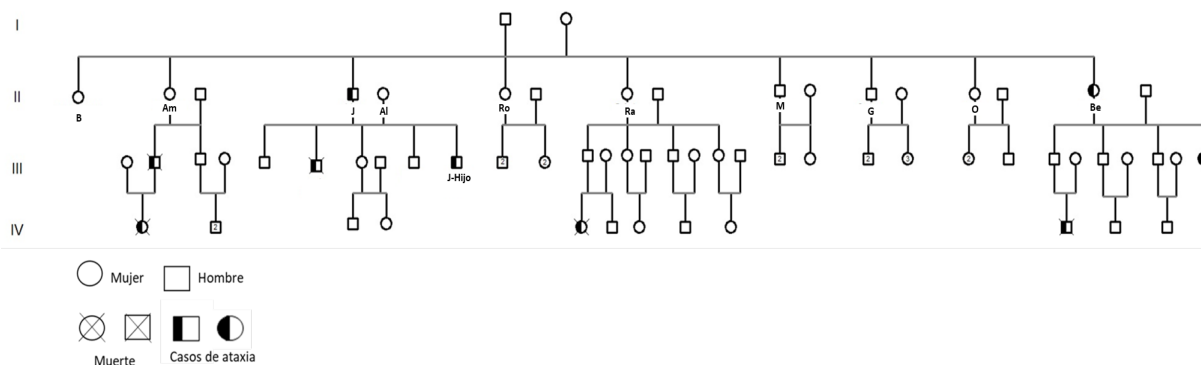 I
II
B
Am
J
Al
Ro
Ra
M
G
O
Be
III
2
2
2
2
3
2
J-Hijo
IV
2
Mujer
Hombre
Muerte
Casos de ataxia